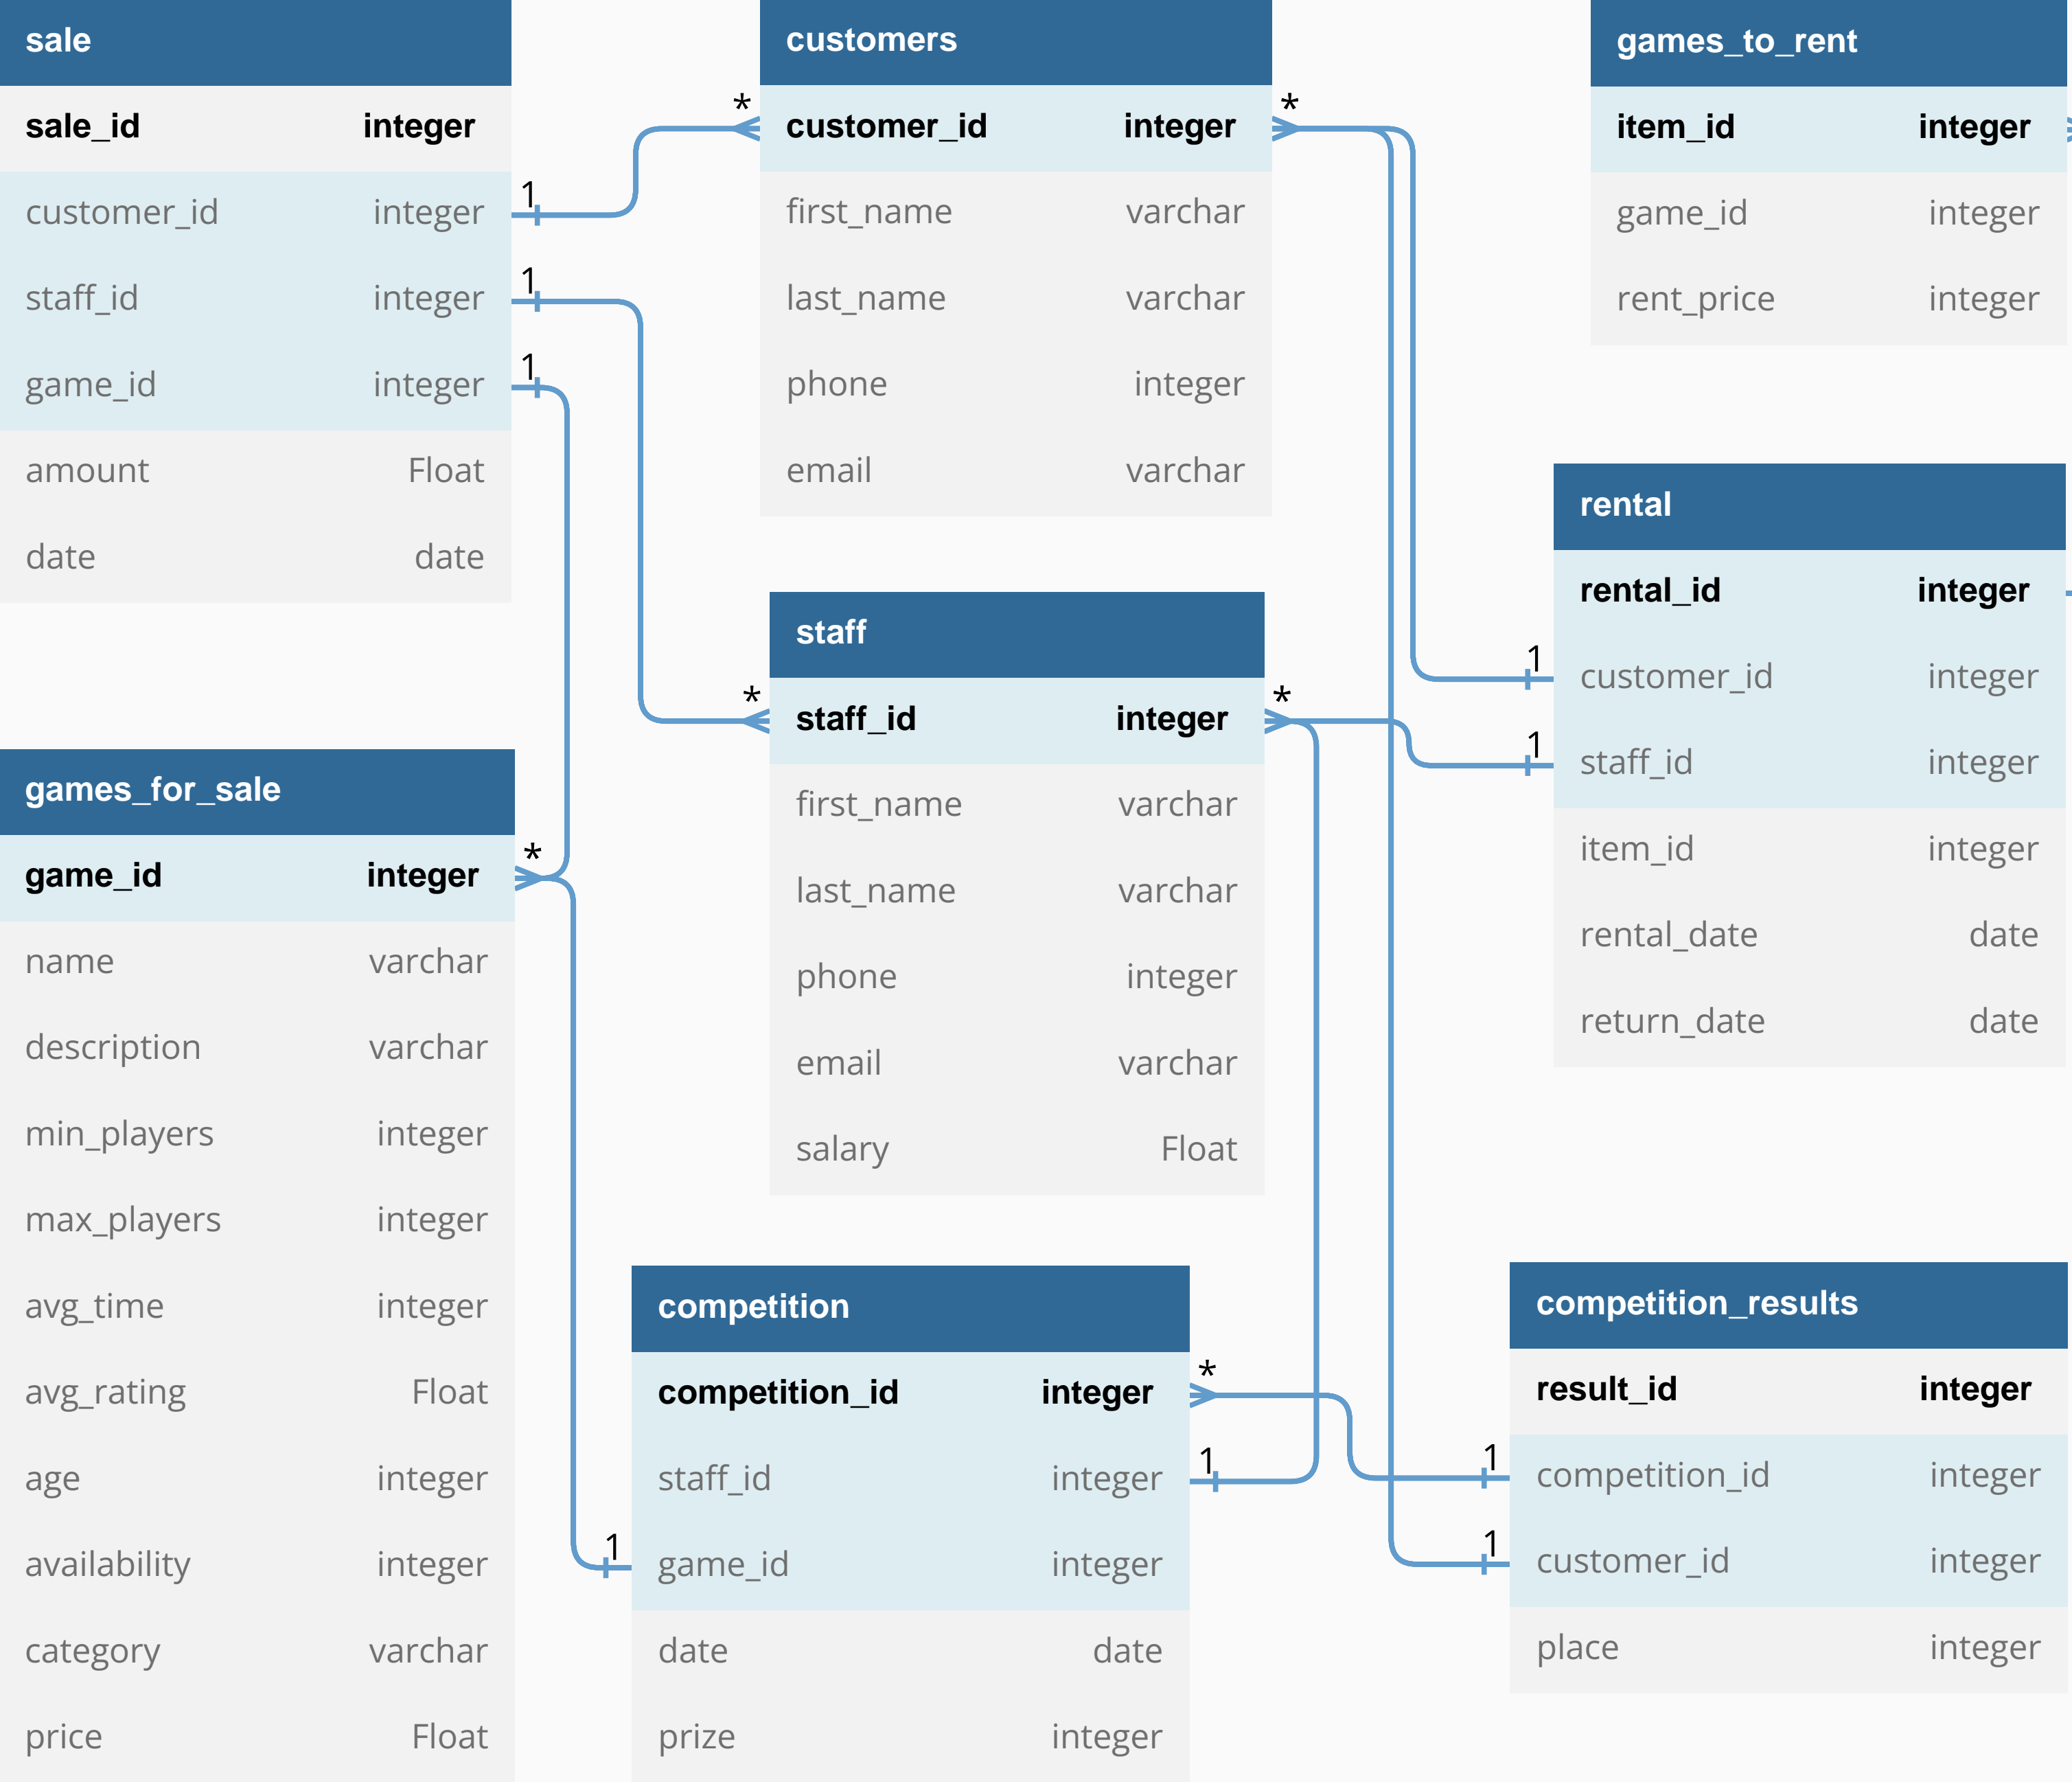 sale
sale_id integer
customer_id integer
staff_id integer
game_id integer
amount Float
date date
1
1
1
customers
customer_id integer
first_name varchar
last_name varchar
phone integer
email varchar
*
*
games_to_rent
item_id integer
game_id integer
rent_price integer
rental
rental_id integer
customer_id integer
staff_id integer
item_id integer
rental_date date
return_date date
1
1
staff
staff_id integer
first_name varchar
last_name varchar
phone integer
email varchar
salary Float
*
*
games_for_sale
game_id integer
name varchar
description varchar
min_players integer
max_players integer
avg_time integer
avg_rating Float
age integer
availability integer
category varchar
price Float
*
competition
competition_id integer
staff_id integer
game_id integer
date date
prize integer
*
1
1
competition_results
result_id integer
competition_id integer
customer_id integer
place integer
1
1